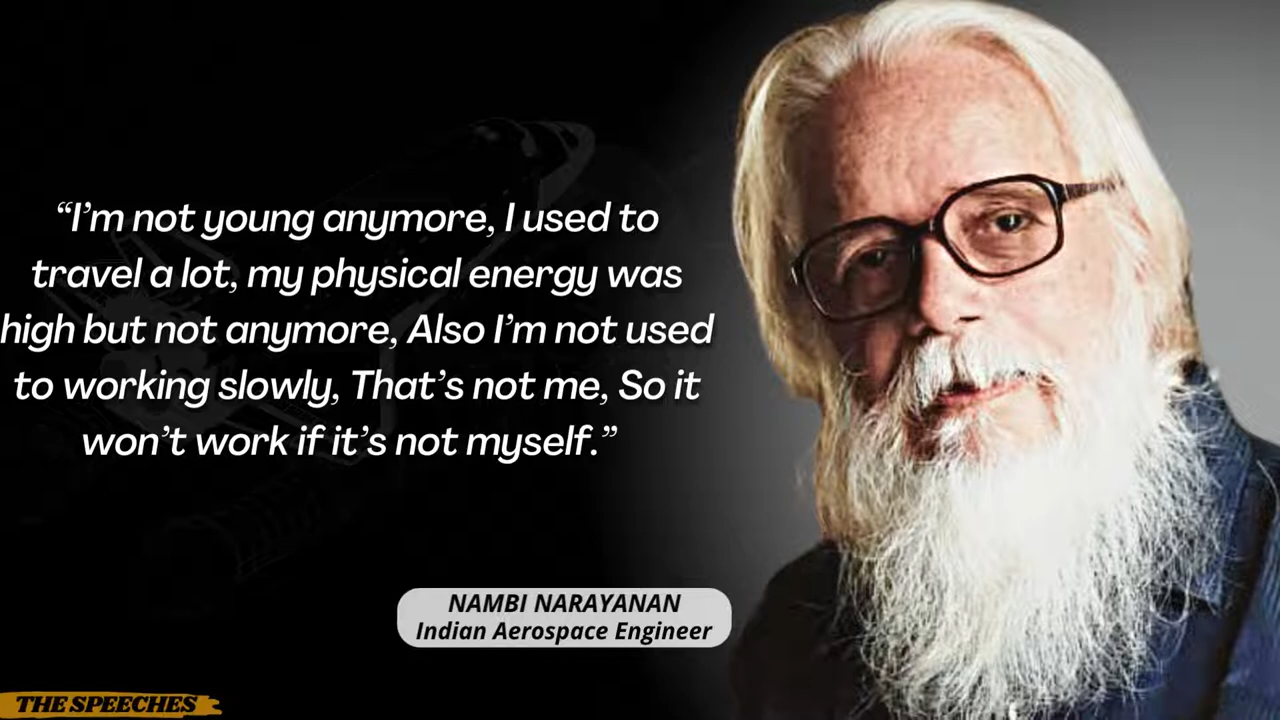 “I’m not young anymore, I used to
travel a lot, my physical energy was
high but not anymore, Also I’m not used
to working slowly, That’s not me, So it
won’t work if it’s not myself.”
NAMBI NARAYANAN
Indian Aerospace Engineer
THE SPEECHES